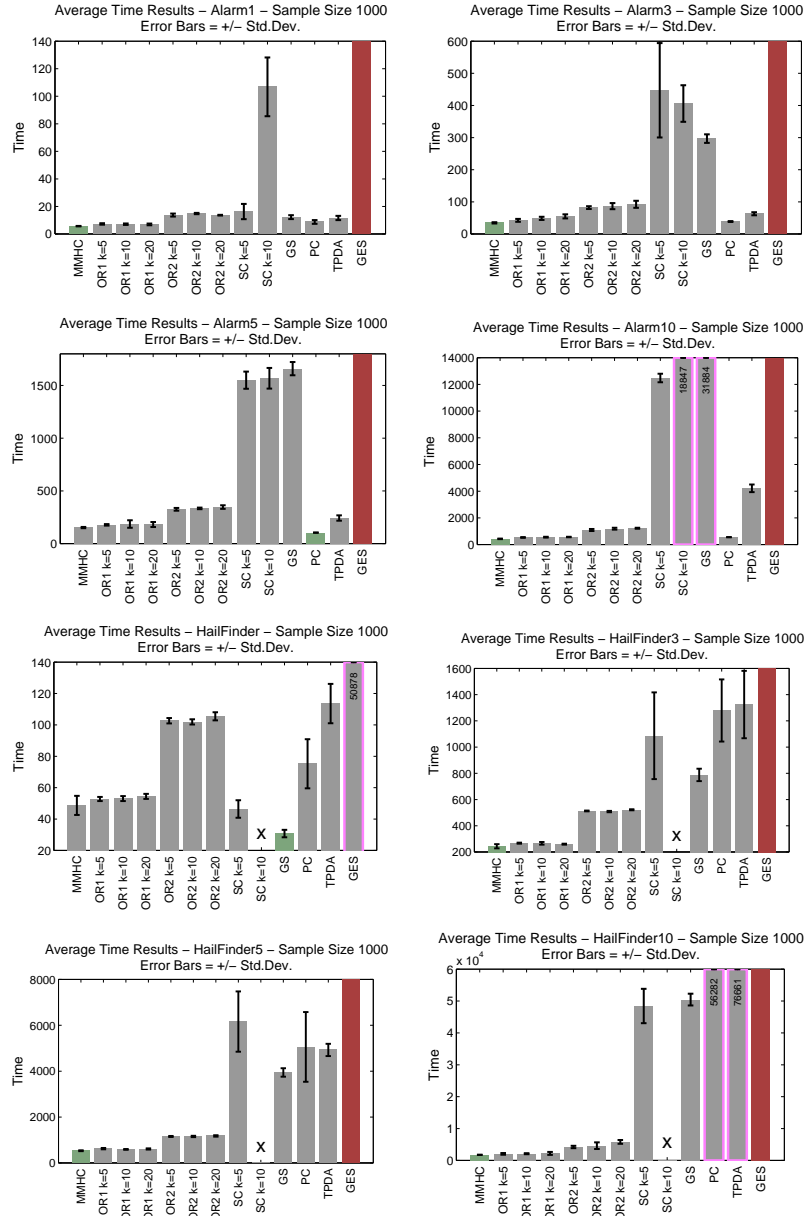 Average Time Results – Alarm1 – Sample Size 1000
Error Bars = +/− Std.Dev.
140
120
100
80
60
40
20
0
Time
MMHC
OR1 k=5
OR1 k=10
OR1 k=20
OR2 k=5
OR2 k=10
OR2 k=20
SC k=5
SC k=10
GS
PC
TPDA
GES
Average Time Results – Alarm3 – Sample Size 1000
Error Bars = +/− Std.Dev.
600
500
400
300
200
100
0
Time
MMHC
OR1 k=5
OR1 k=10
OR1 k=20
OR2 k=5
OR2 k=10
OR2 k=20
SC k=5
SC k=10
GS
PC
TPDA
GES
Average Time Results – Alarm5 – Sample Size 1000
Error Bars = +/− Std.Dev.
1500
1000
500
0
Time
MMHC
OR1 k=5
OR1 k=10
OR1 k=20
OR2 k=5
OR2 k=10
OR2 k=20
SC k=5
SC k=10
GS
PC
TPDA
GES
Average Time Results – Alarm10 – Sample Size 1000
Error Bars = +/− Std.Dev.
14000
12000
10000
8000
6000
4000
2000
0
Time
18847
31884
MMHC
OR1 k=5
OR1 k=10
OR1 k=20
OR2 k=5
OR2 k=10
OR2 k=20
SC k=5
SC k=10
GS
PC
TPDA
GES
Average Time Results – HailFinder – Sample Size 1000
Error Bars = +/− Std.Dev.
140
120
100
80
60
40
20
Time
x
50878
MMHC
OR1 k=5
OR1 k=10
OR1 k=20
OR2 k=5
OR2 k=10
OR2 k=20
SC k=5
SC k=10
GS
PC
TPDA
GES
Average Time Results – HailFinder3 – Sample Size 1000
Error Bars = +/− Std.Dev.
1600
1400
1200
1000
800
600
400
200
Time
x
MMHC
OR1 k=5
OR1 k=10
OR1 k=20
OR2 k=5
OR2 k=10
OR2 k=20
SC k=5
SC k=10
GS
PC
TPDA
GES
Average Time Results – HailFinder5 – Sample Size 1000
Error Bars = +/− Std.Dev.
8000
6000
4000
2000
0
Time
x
MMHC
OR1 k=5
OR1 k=10
OR1 k=20
OR2 k=5
OR2 k=10
OR2 k=20
SC k=5
SC k=10
GS
PC
TPDA
GES
Average Time Results – HailFinder10 – Sample Size 1000
Error Bars = +/− Std.Dev.
x 10^4
6
5
4
3
2
1
0
Time
x
56282
76661
MMHC
OR1 k=5
OR1 k=10
OR1 k=20
OR2 k=5
OR2 k=10
OR2 k=20
SC k=5
SC k=10
GS
PC
TPDA
GES